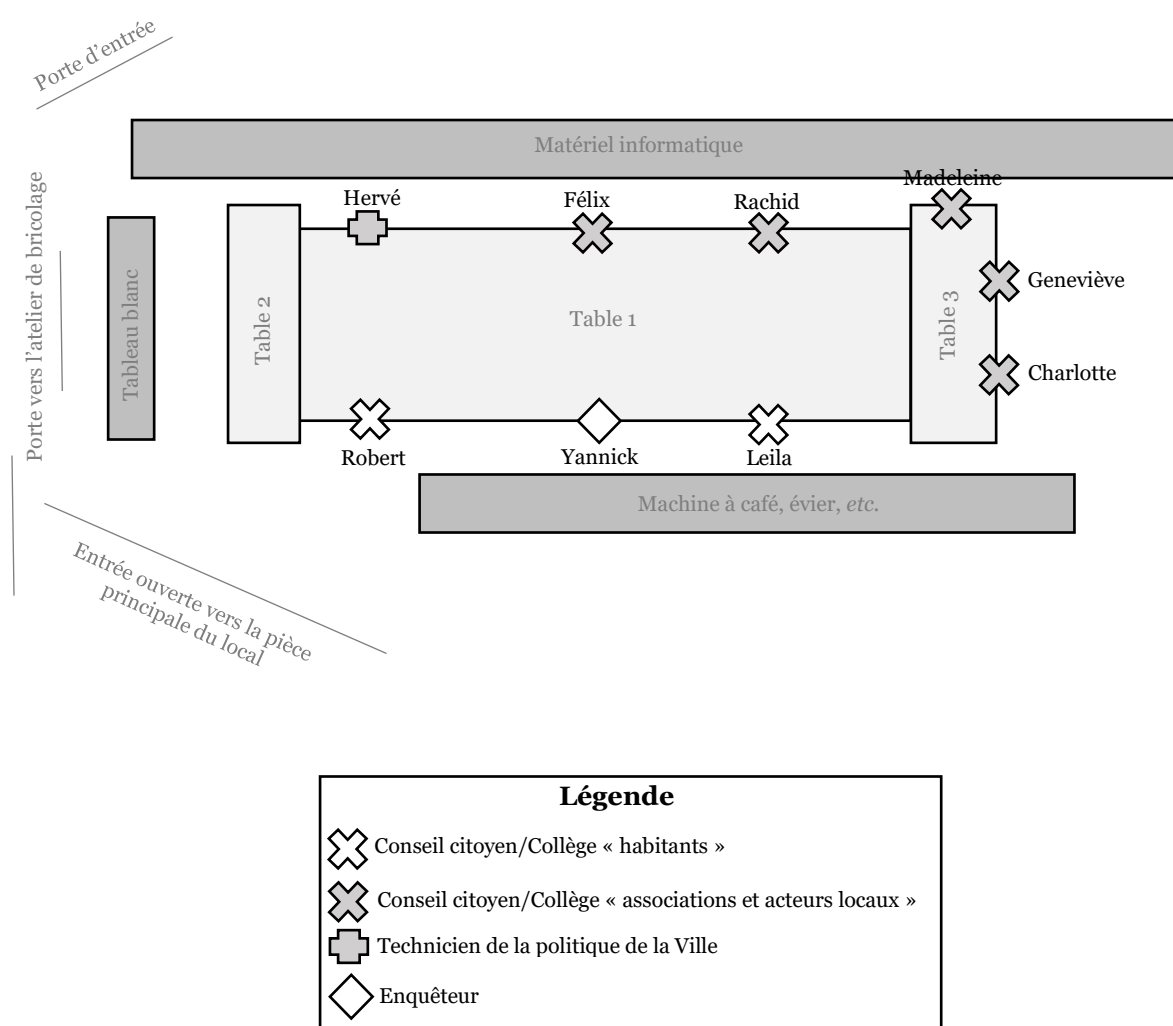 Porte d'entrée
Matériel informatique
Porte vers l'atelier de bricolage
Hervé
Félix
Rachid
Madeleine
Tableau blanc
Table 2
Table 1
Table 3
Geneviève
Charlotte
Robert
Yannick
Leila
Machine à café, évier, etc.
Entrée ouverte vers la pièce
principale du local
Légende
Conseil citoyen/Collège « habitants »
Conseil citoyen/Collège « associations et acteurs locaux »
Technicien de la politique de la Ville
Enquêteur